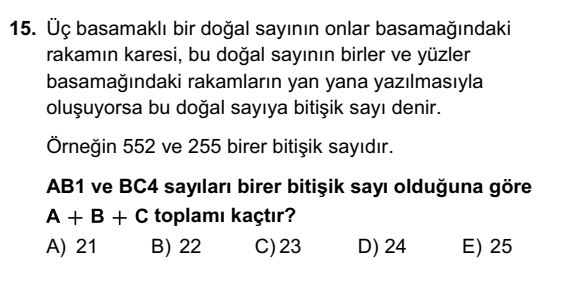 15. Üç basamaklı bir doğal sayının onlar basamağındaki
rakamın karesi, bu doğal sayının birler ve yüzler
basamağındaki rakamların yan yana yazılmasıyla
oluşuyorsa bu doğal sayıya bitişik sayı denir.
Örneğin 552 ve 255 birer bitişik sayıdır.
AB1 ve BC4 sayıları birer bitişik sayı olduğuna göre
A + B + C toplamı kaçtır?
A) 21 B) 22 C) 23 D) 24 E) 25